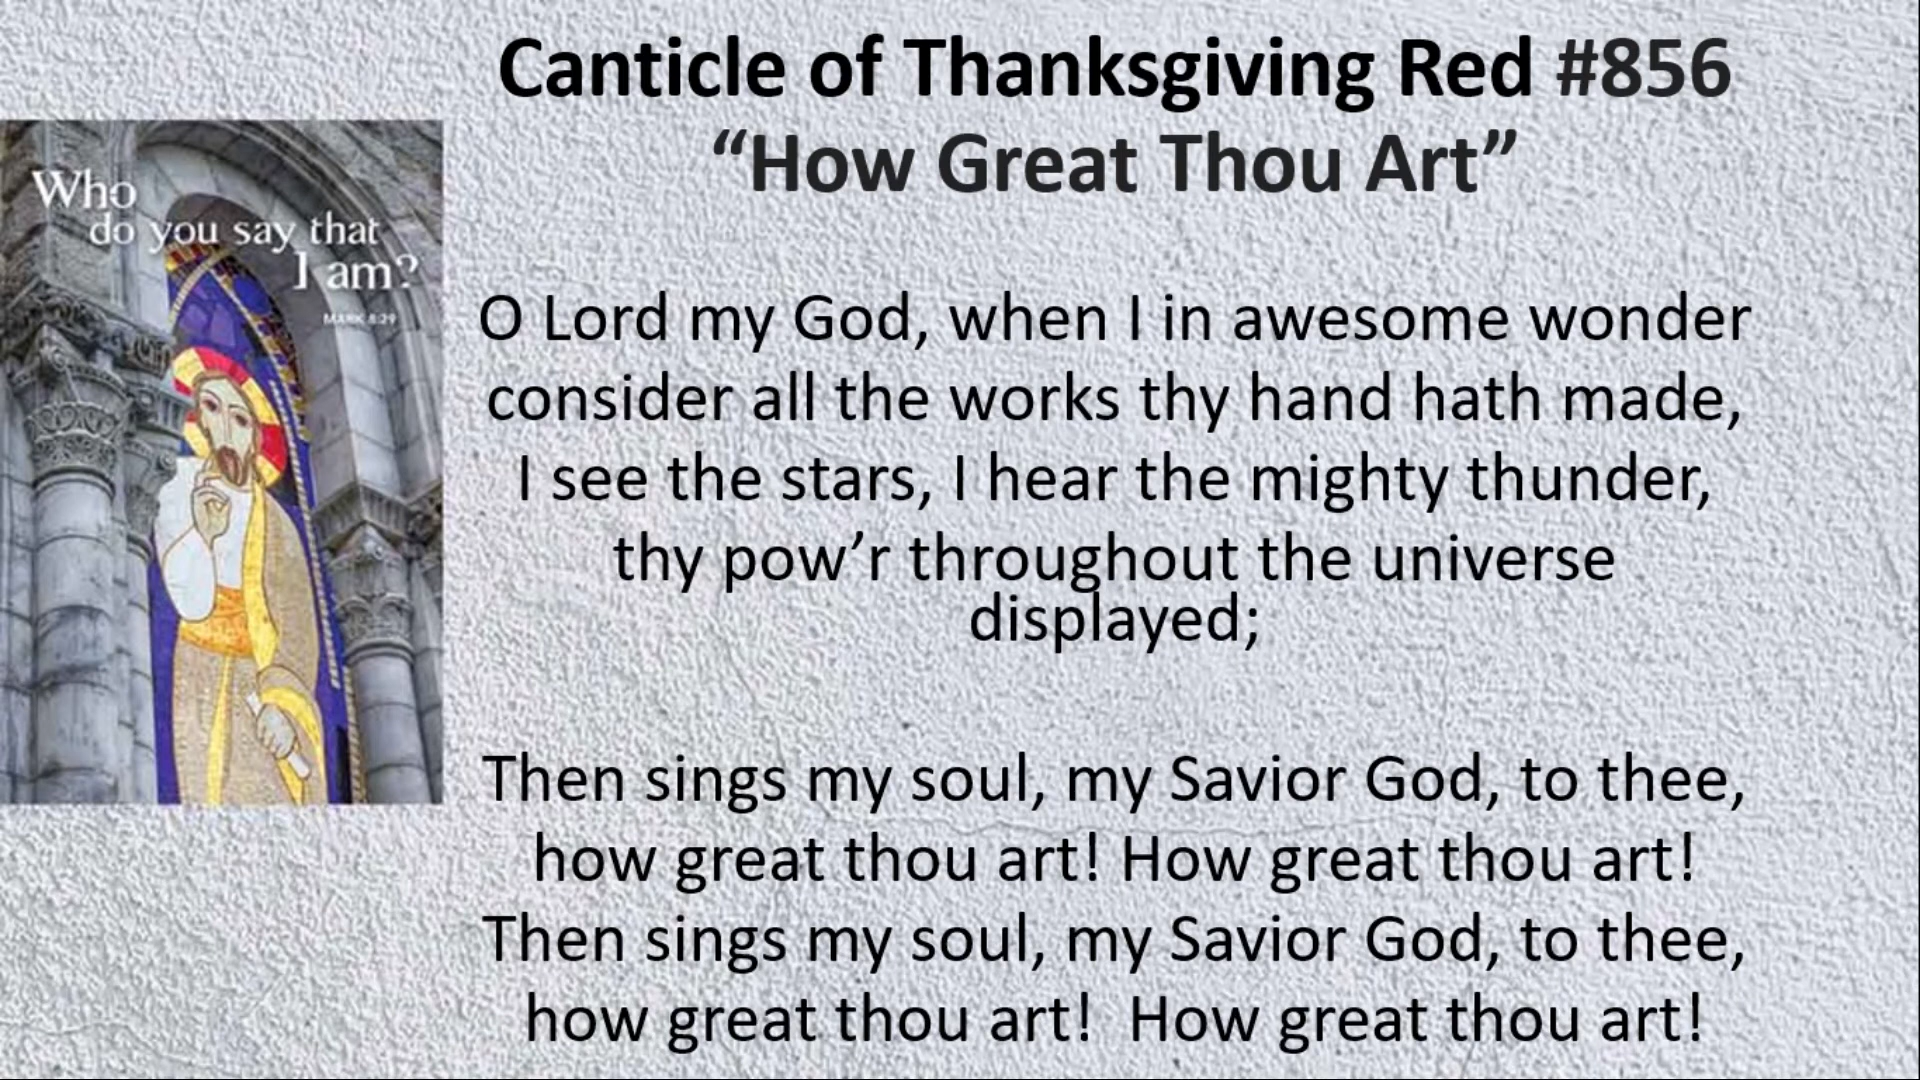 Canticle of Thanksgiving Red #856
“How Great Thou Art”
Who
do you say that
I am?
MARK 8:29
O Lord my God, when I in awesome wonder
consider all the works thy hand hath made,
I see the stars, I hear the mighty thunder,
thy pow’r throughout the universe
displayed;
Then sings my soul, my Savior God, to thee,
how great thou art! How great thou art!
Then sings my soul, my Savior God, to thee,
how great thou art!  How great thou art!